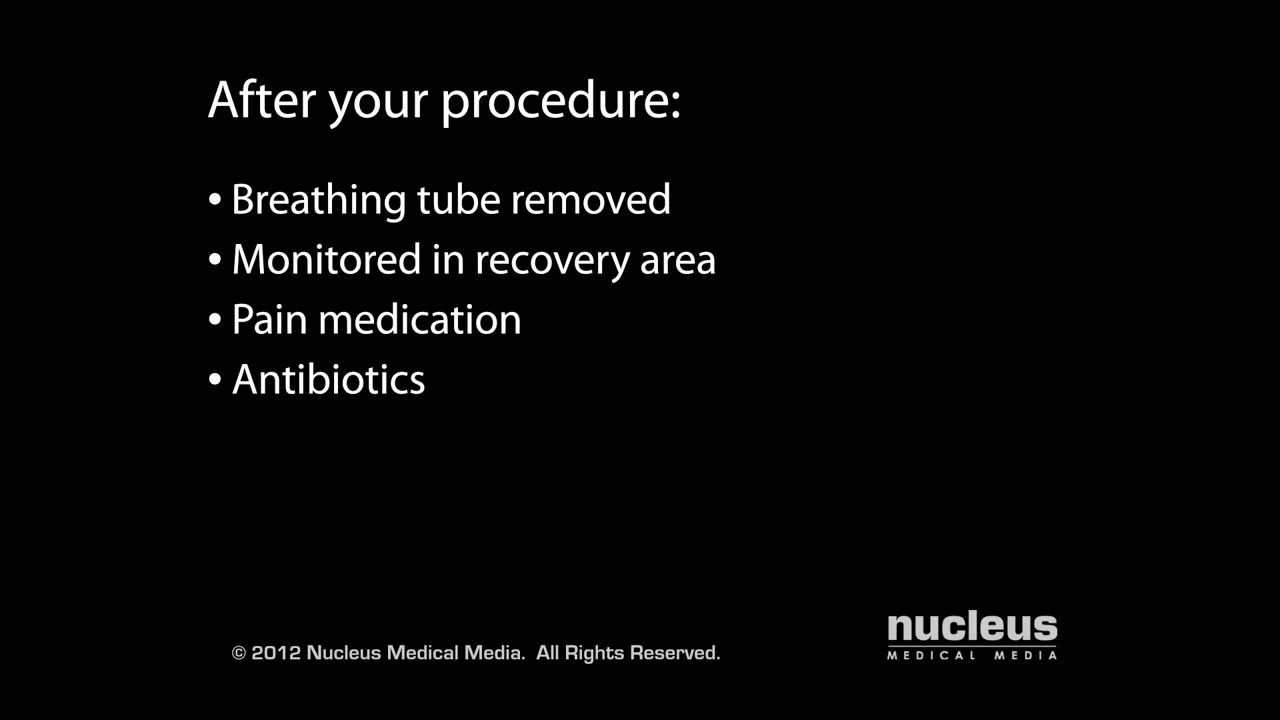 After your procedure:
• Breathing tube removed
• Monitored in recovery area
• Pain medication
• Antibiotics
© 2012 Nucleus Medical Media. All Rights Reserved.
nucleus
MEDICAL MEDIA